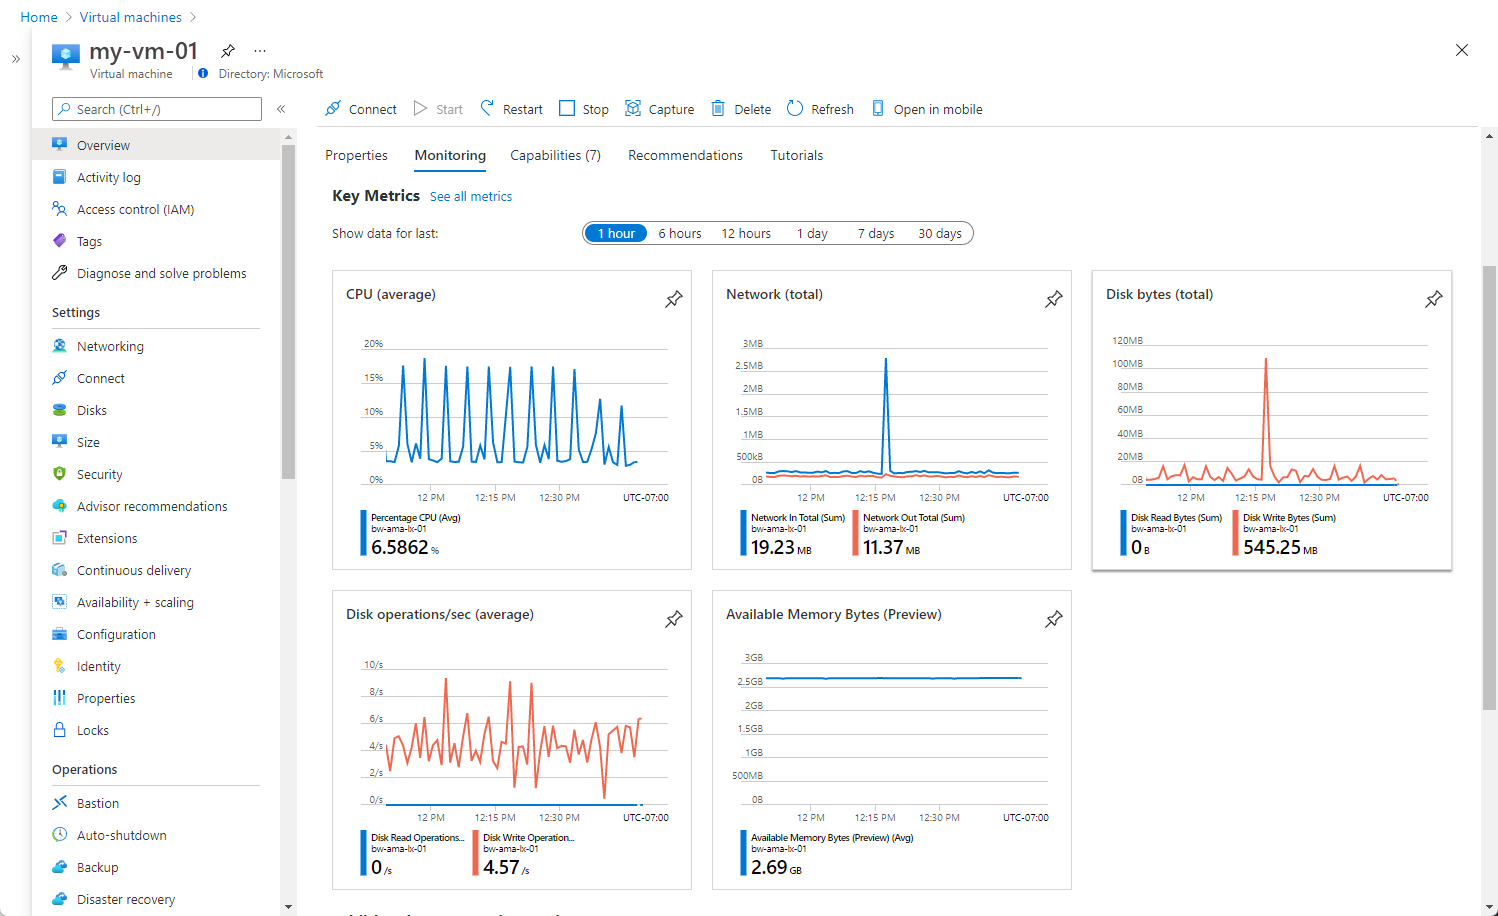 Home > Virtual machines >
my-vm-01 ...
Virtual machine | Directory: Microsoft
Search (Ctrl+/)
Overview
Activity log
Access control (IAM)
Tags
Diagnose and solve problems
Settings
Networking
Connect
Disks
Size
Security
Advisor recommendations
Extensions
Continuous delivery
Availability + scaling
Configuration
Identity
Properties
Locks
Operations
Bastion
Auto-shutdown
Backup
Disaster recovery
Connect Start Restart Stop Capture Delete Refresh Open in mobile
Properties Monitoring Capabilities (7) Recommendations Tutorials
Key Metrics See all metrics
Show data for last: 1 hour 6 hours 12 hours 1 day 7 days 30 days
CPU (average)
20%
15%
10%
5%
0%
12 PM 12:15 PM 12:30 PM UTC-07:00
Percentage CPU (Avg)
bw-ama-lx-01
6.5862 %
Network (total)
3MB
2.5MB
2MB
1.5MB
1MB
500kB
0B
12 PM 12:15 PM 12:30 PM UTC-07:00
Network In Total (Sum) Network Out Total (Sum)
bw-ama-lx-01 bw-ama-lx-01
19.23 MB 11.37 MB
Disk bytes (total)
120MB
100MB
80MB
60MB
40MB
20MB
0B
12 PM 12:15 PM 12:30 PM UTC-07:00
Disk Read Bytes (Sum) Disk Write Bytes (Sum)
bw-ama-lx-01 bw-ama-lx-01
0 B 545.25 MB
Disk operations/sec (average)
10/s
8/s
6/s
4/s
2/s
0/s
12 PM 12:15 PM 12:30 PM UTC-07:00
Disk Read Operations... Disk Write Operation...
bw-ama-lx-01 bw-ama-lx-01
0 /s 4.57 /s
Available Memory Bytes (Preview)
3GB
2.5GB
2GB
1.5GB
1GB
500MB
0B
12 PM 12:15 PM 12:30 PM UTC-07:00
Available Memory Bytes (Preview) (Avg)
bw-ama-lx-01
2.69 GB